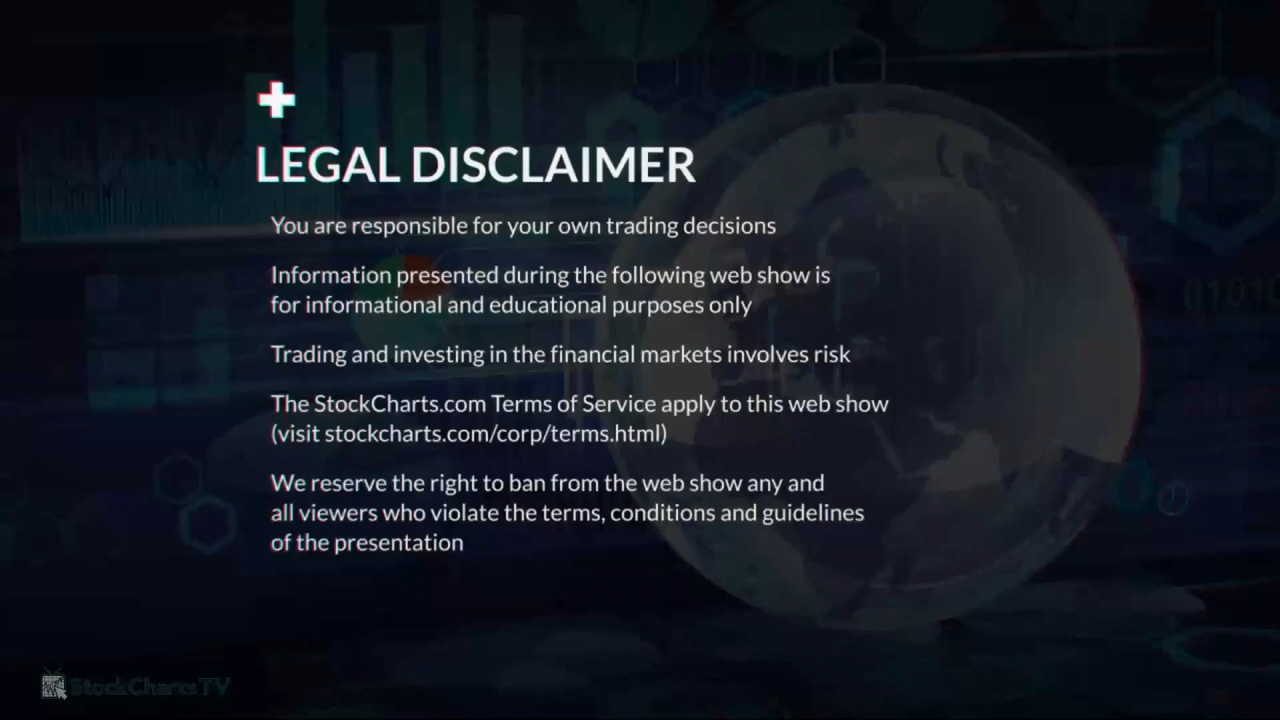 LEGAL DISCLAIMER
You are responsible for your own trading decisions
Information presented during the following web show is
for informational and educational purposes only
Trading and investing in the financial markets involves risk
The StockCharts.com Terms of Service apply to this web show
(visit stockcharts.com/corp/terms.html)
We reserve the right to ban from the web show any and
all viewers who violate the terms, conditions and guidelines
of the presentation
StockChartsTV